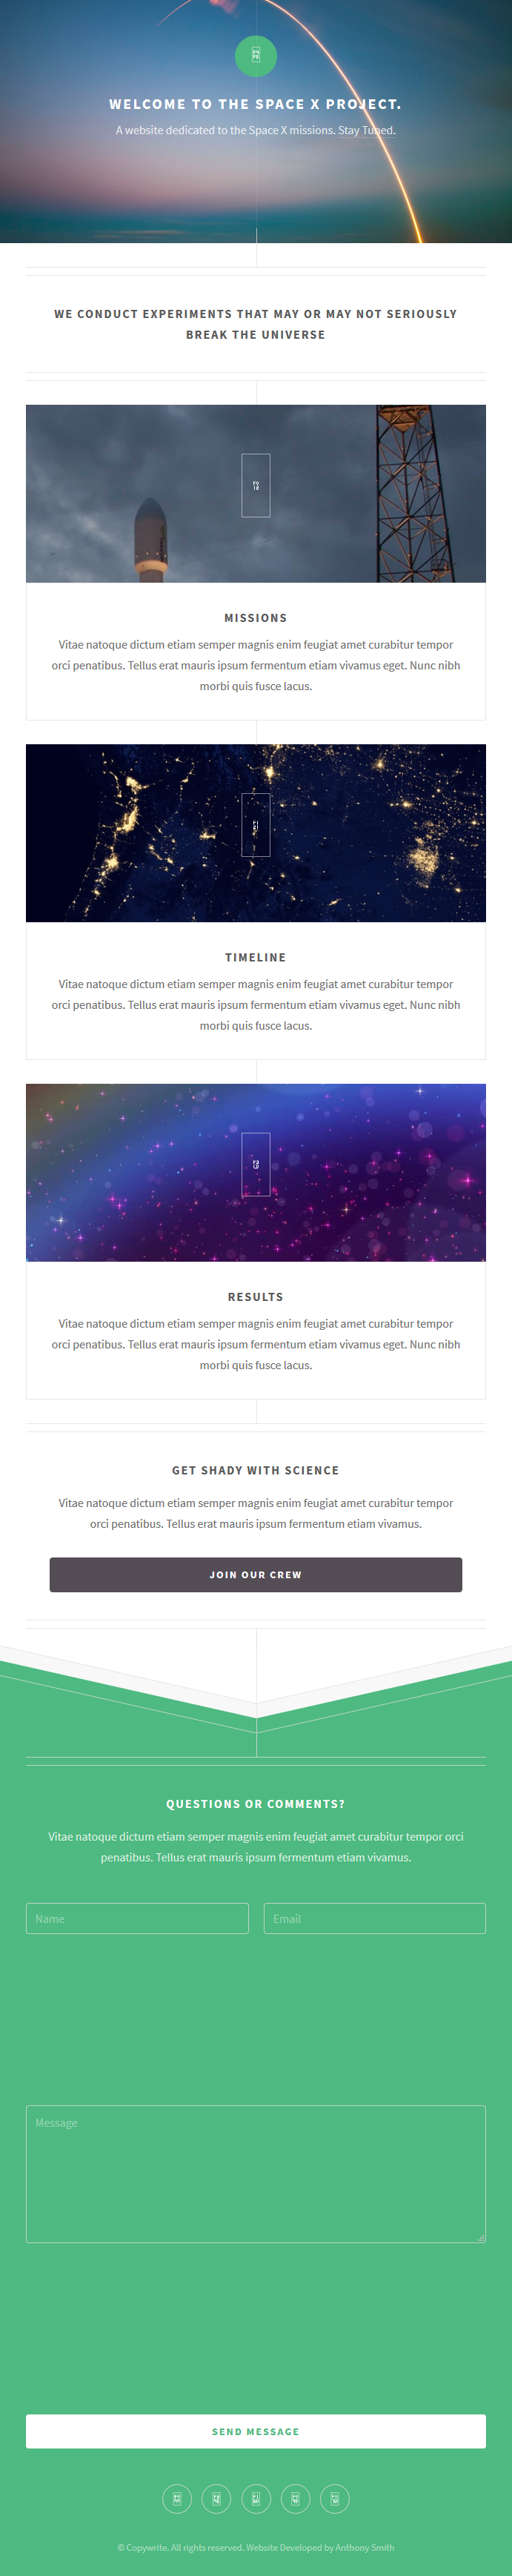 WELCOME TO THE SPACE X PROJECT.
A website dedicated to the Space X missions. Stay Tuned.
WE CONDUCT EXPERIMENTS THAT MAY OR MAY NOT SERIOUSLY
BREAK THE UNIVERSE
MISSIONS
Vitae natoque dictum etiam semper magnis enim feugiat amet curabitur tempor
orci penatibus. Tellus erat mauris ipsum fermentum etiam vivamus eget. Nunc nibh
morbi quis fusce lacus.
TIMELINE
Vitae natoque dictum etiam semper magnis enim feugiat amet curabitur tempor
orci penatibus. Tellus erat mauris ipsum fermentum etiam vivamus eget. Nunc nibh
morbi quis fusce lacus.
RESULTS
Vitae natoque dictum etiam semper magnis enim feugiat amet curabitur tempor
orci penatibus. Tellus erat mauris ipsum fermentum etiam vivamus eget. Nunc nibh
morbi quis fusce lacus.
GET SHADY WITH SCIENCE
Vitae natoque dictum etiam semper magnis enim feugiat amet curabitur tempor
orci penatibus. Tellus erat mauris ipsum fermentum etiam vivamus.
JOIN OUR CREW
QUESTIONS OR COMMENTS?
Vitae natoque dictum etiam semper magnis enim feugiat amet curabitur tempor orci
penatibus. Tellus erat mauris ipsum fermentum etiam vivamus.
Name Email
Message
SEND MESSAGE
© Copywrite. All rights reserved. Website Developed by Anthony Smith